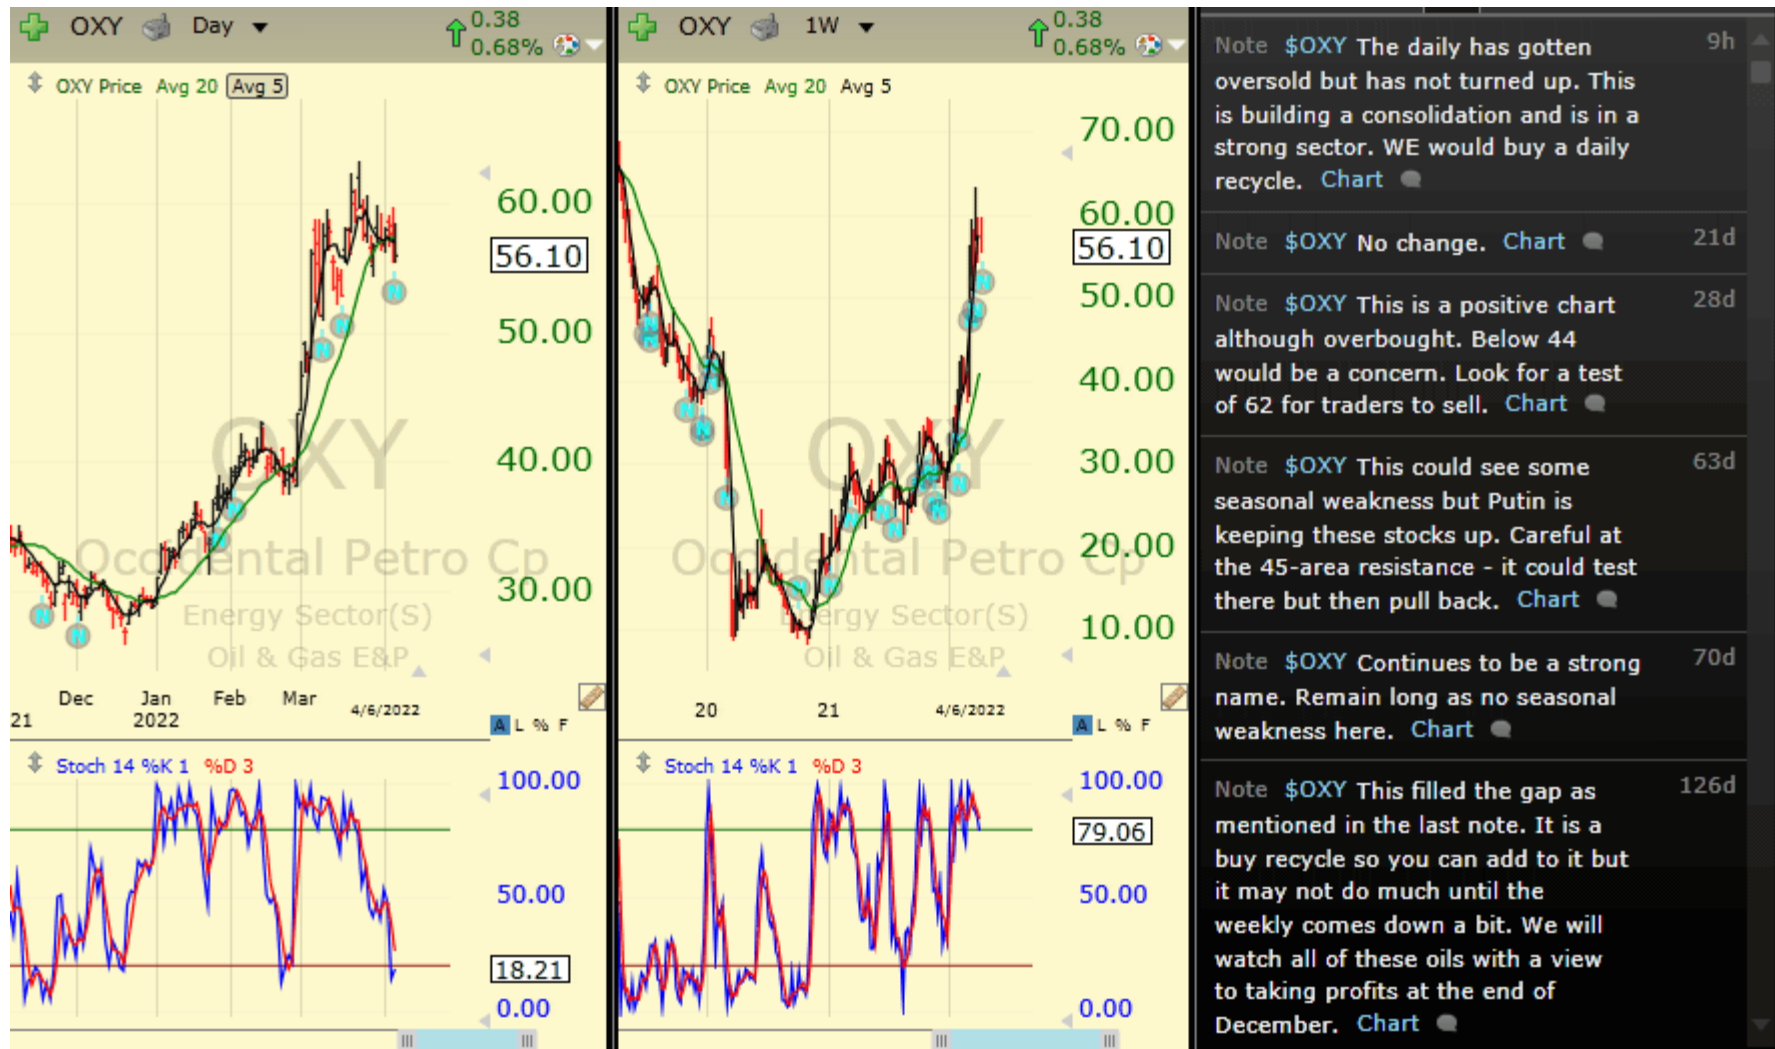 OXY Day 0.38
0.68%
OXY Price Avg 20 Avg 5
60.00
56.10
50.00
40.00
30.00
OXY
Occidental Petro Cp
Energy Sector(S)
Oil & Gas E&P
N N N N N N N
Dec Jan Feb Mar 4/6/2022
21 2022
A L % F
Stoch 14 %K 1 %D 3
100.00
50.00
18.21
0.00
OXY 1W 0.38
0.68%
OXY Price Avg 20 Avg 5
70.00
60.00
56.10
50.00
40.00
30.00
20.00
10.00
OXY
Occidental Petro Cp
Energy Sector(S)
Oil & Gas E&P
20 21 4/6/2022
A L % F
Stoch 14 %K 1 %D 3
100.00
79.06
50.00
0.00
Note $OXY The daily has gotten 9h
oversold but has not turned up. This
is building a consolidation and is in a
strong sector. WE would buy a daily
recycle. Chart
Note $OXY No change. Chart 21d
Note $OXY This is a positive chart 28d
although overbought. Below 44
would be a concern. Look for a test
of 62 for traders to sell. Chart
Note $OXY This could see some 63d
seasonal weakness but Putin is
keeping these stocks up. Careful at
the 45-area resistance - it could test
there but then pull back. Chart
Note $OXY Continues to be a strong 70d
name. Remain long as no seasonal
weakness here. Chart
Note $OXY This filled the gap as 126d
mentioned in the last note. It is a
buy recycle so you can add to it but
it may not do much until the
weekly comes down a bit. We will
watch all of these oils with a view
to taking profits at the end of
December. Chart